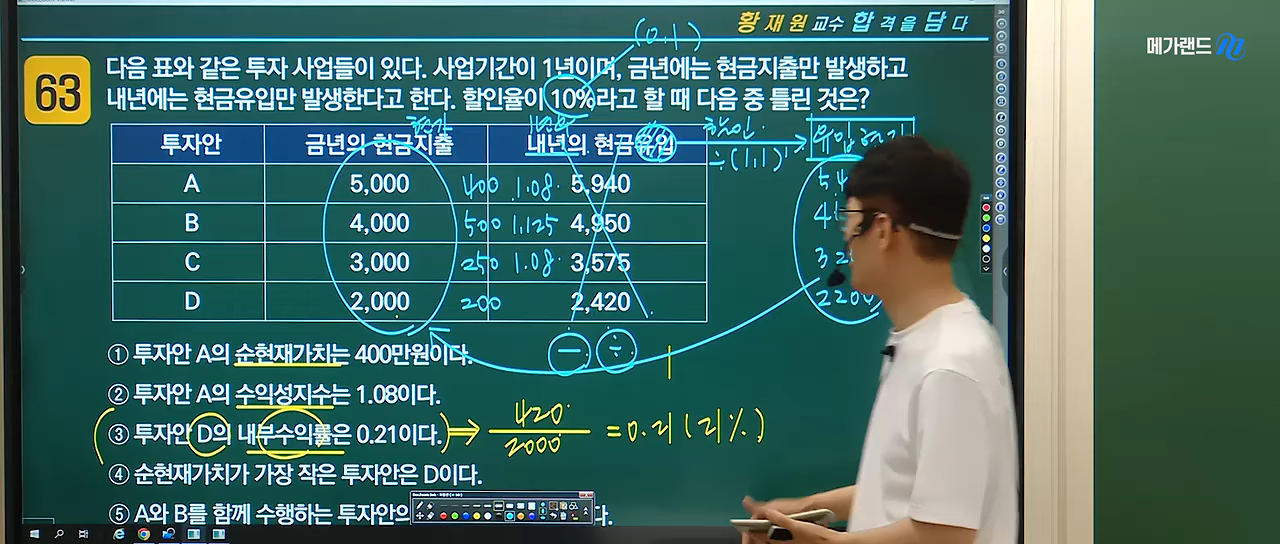 황재원 교수 합격을 담다
메가랜드
(0.1)
63
다음 표와 같은 투자 사업들이 있다. 사업기간이 1년이며, 금년에는 현금지출만 발생하고
내년에는 현금유입만 발생한다고 한다. 할인율이 10%라고 할 때 다음 중 틀린 것은?
투자안 금년의 현금지출 내년의 현금유입 할인 ÷(1.1)¹
A 5,000 400 1.08 5,940
B 4,000 500 1.125 4,950
C 3,000 250 1.08 3,575
D 2,000 200 2,420 2200
① 투자안 A의 순현재가치는 400만원이다. − ÷
② 투자안 A의 수익성지수는 1.08이다.
③ 투자안 D의 내부수익률은 0.21이다. ⇒ 420/2000 = 0.21 (21%)
④ 순현재가치가 가장 작은 투자안은 D이다.
⑤ A와 B를 함께 수행하는 투자안의 다.